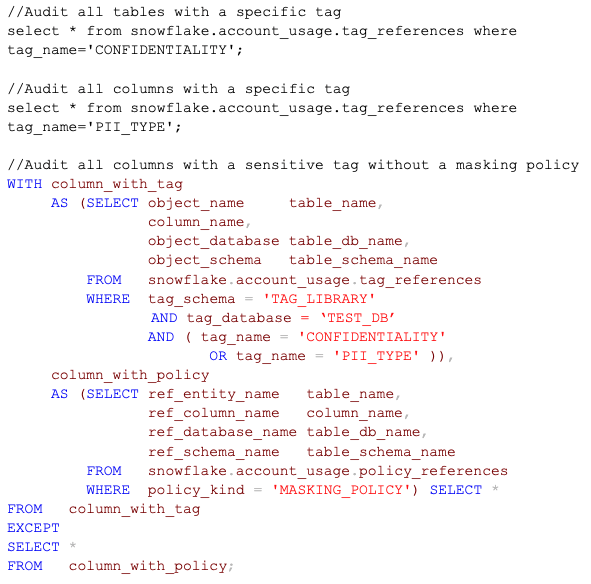 //Audit all tables with a specific tag
select * from snowflake.account_usage.tag_references where
tag_name='CONFIDENTIALITY';
//Audit all columns with a specific tag
select * from snowflake.account_usage.tag_references where
tag_name='PII_TYPE';
//Audit all columns with a sensitive tag without a masking policy
WITH column_with_tag
AS (SELECT object_name table_name,
column_name,
object_database table_db_name,
object_schema table_schema_name
FROM snowflake.account_usage.tag_references
WHERE tag_schema = 'TAG_LIBRARY'
AND tag_database = ‘TEST_DB’
AND ( tag_name = 'CONFIDENTIALITY'
OR tag_name = 'PII_TYPE' )),
column_with_policy
AS (SELECT ref_entity_name table_name,
ref_column_name column_name,
ref_database_name table_db_name,
ref_schema_name table_schema_name
FROM snowflake.account_usage.policy_references
WHERE policy_kind = 'MASKING_POLICY') SELECT *
FROM column_with_tag
EXCEPT
SELECT *
FROM column_with_policy;